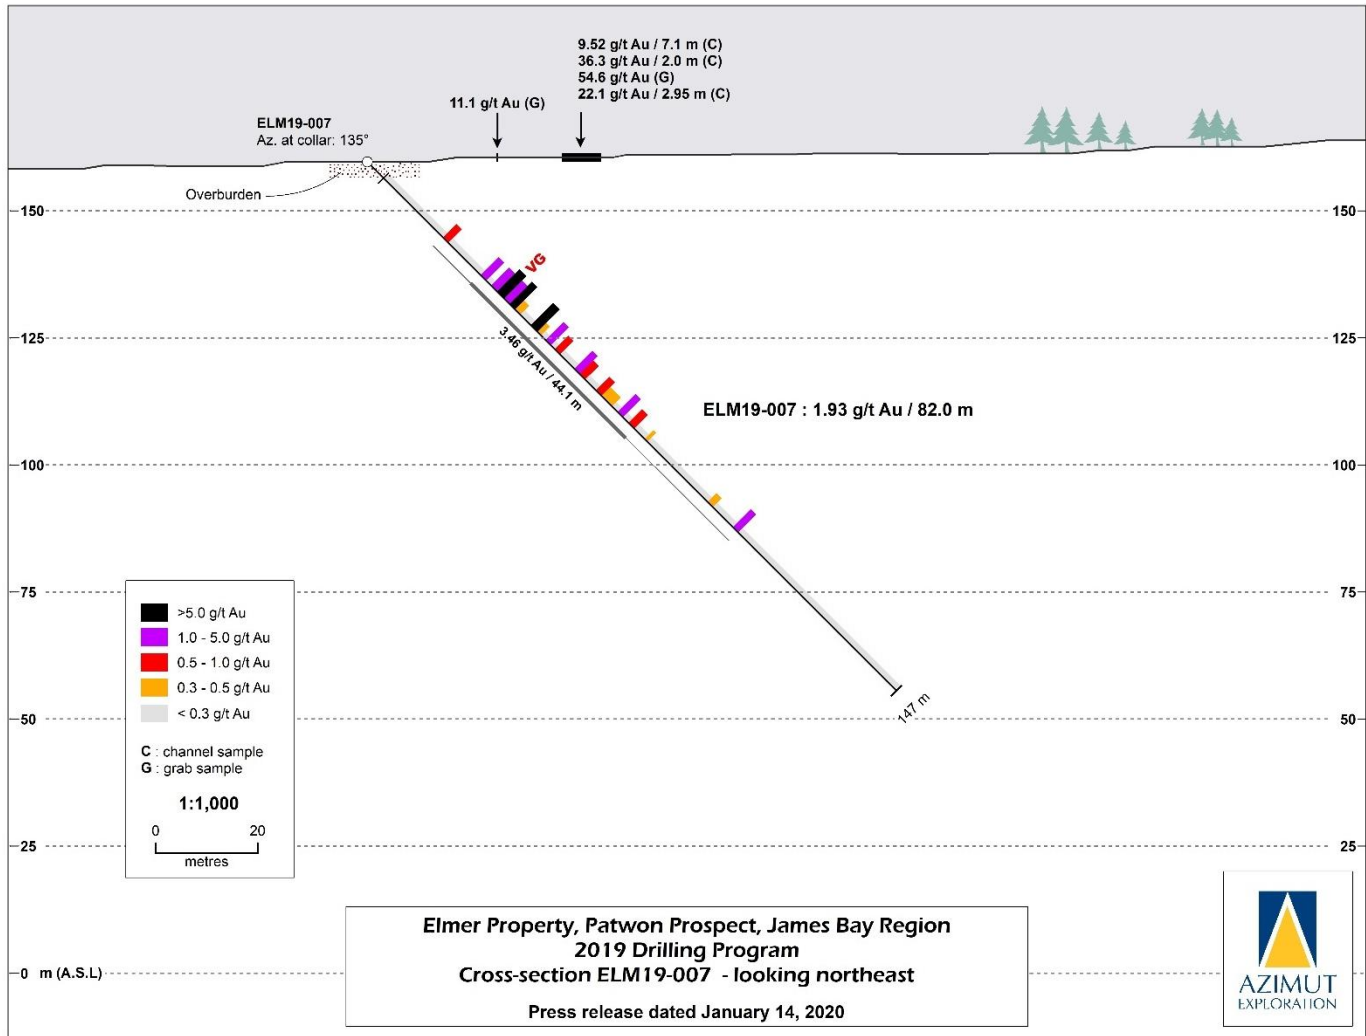 9.52 g/t Au / 7.1 m (C)
36.3 g/t Au / 2.0 m (C)
54.6 g/t Au (G)
22.1 g/t Au / 2.95 m (C)
11.1 g/t Au (G)
ELM19-007
Az. at collar: 135°
Overburden
150
150
VG
125
125
3.46 g/t Au / 44.1 m
ELM19-007 : 1.93 g/t Au / 82.0 m
100
100
75
75
>5.0 g/t Au
1.0 - 5.0 g/t Au
0.5 - 1.0 g/t Au
0.3 - 0.5 g/t Au
< 0.3 g/t Au
147 m
50
50
C : channel sample
G : grab sample
1:1,000
0 20
metres
25
25
Elmer Property, Patwon Prospect, James Bay Region
2019 Drilling Program
Cross-section ELM19-007 - looking northeast
Press release dated January 14, 2020
0 m (A.S.L)
0
AZIMUT
EXPLORATION